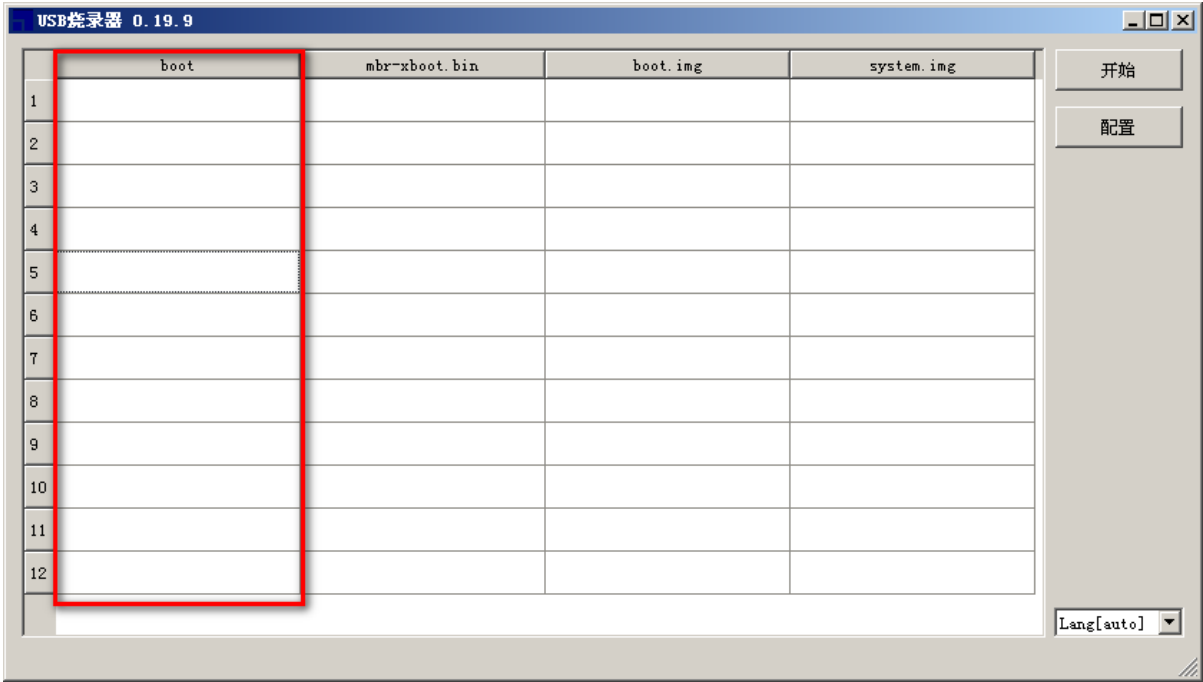 USB烧录器 0.19.9
boot mbr-xboot.bin boot.img system.img
开始
1
配置
2
3
4
5
6
7
8
9
10
11
12
Lang[auto]